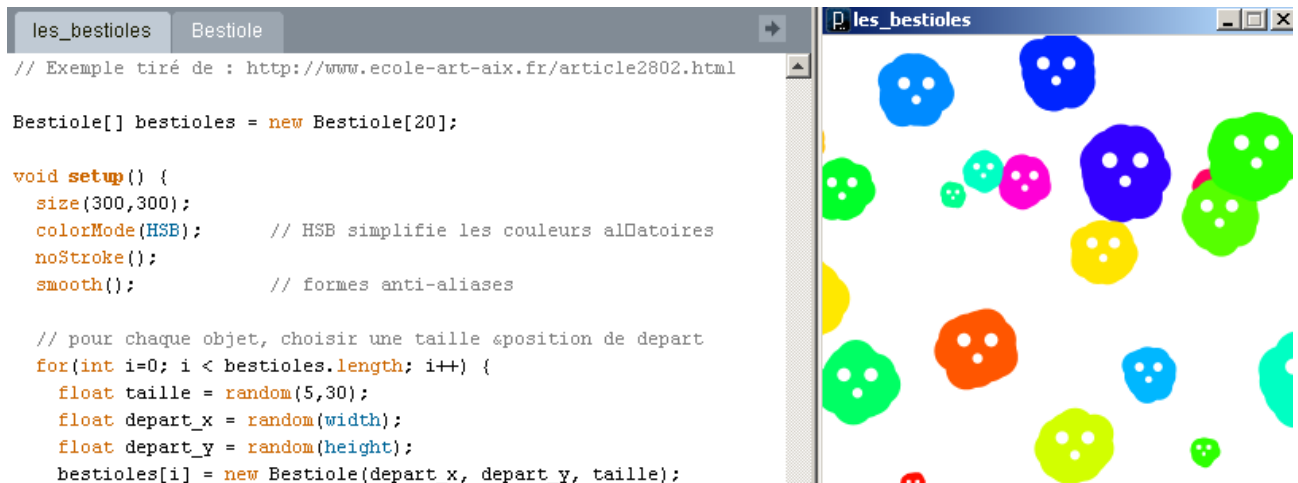 les_bestioles Bestiole
// Exemple tiré de : http://www.ecole-art-aix.fr/article2802.html
Bestiole[] bestioles = new Bestiole[20];
void setup() {
size(300,300);
colorMode(HSB); // HSB simplifie les couleurs al□atoires
noStroke();
smooth(); // formes anti-aliases
// pour chaque objet, choisir une taille &position de depart
for(int i=0; i < bestioles.length; i++) {
float taille = random(5,30);
float depart_x = random(width);
float depart_y = random(height);
bestioles[i] = new Bestiole(depart_x, depart_y, taille);
les_bestioles